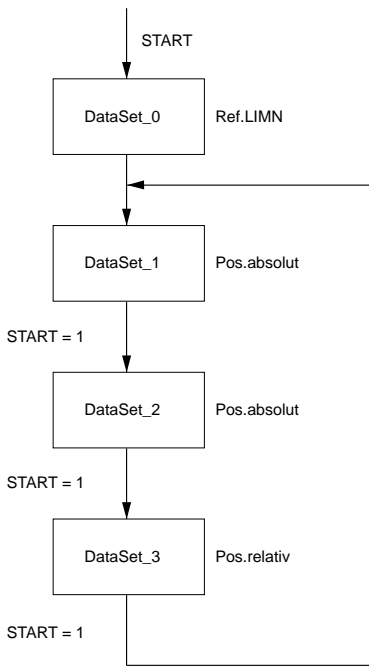 START
DataSet_0 Ref.LIMN
DataSet_1 Pos.absolut
START = 1
DataSet_2 Pos.absolut
START = 1
DataSet_3 Pos.relativ
START = 1